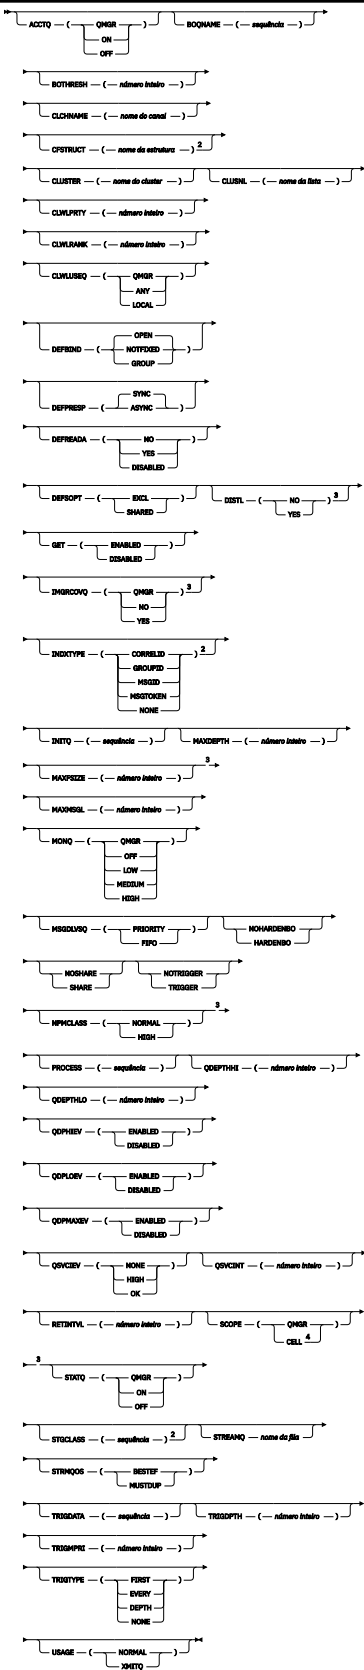 ACCTQ ( QMGR ) BOQNAME ( sequência )
ON
OFF
BOTHRESH ( número inteiro )
CLCHNAME ( nome do canal )
CFSTRUCT ( nome da estrutura ) 2
CLUSTER ( nome do cluster ) CLUSNL ( nome da lista )
CLWLPRTY ( número inteiro )
CLWLRANK ( número inteiro )
CLWLUSEQ ( QMGR )
ANY
LOCAL
OPEN
DEFBIND ( NOTFIXED )
GROUP
SYNC
DEFPRESP ( ASYNC )
DEFREADA ( NO )
YES
DISABLED
DEFSOPT ( EXCL ) DISTL ( NO ) 3
SHARED YES
GET ( ENABLED )
DISABLED
IMGRCOVQ ( QMGR ) 3
NO
YES
INDXTYPE ( CORRELID ) 2
GROUPID
MSGID
MSGTOKEN
NONE
INITQ ( sequência ) MAXDEPTH ( número inteiro )
MAXFSIZE ( número inteiro ) 3
MAXMSGL ( número inteiro )
MONQ ( QMGR )
OFF
LOW
MEDIUM
HIGH
MSGDLVSQ ( PRIORITY ) NOHARDENBO
FIFO HARDENBO
NOSHARE NOTRIGGER
SHARE TRIGGER
NPMCLASS ( NORMAL ) 3
HIGH
PROCESS ( sequência ) QDEPTHHI ( número inteiro )
QDEPTHLO ( número inteiro )
QDPHIEV ( ENABLED )
DISABLED
QDPLOEV ( ENABLED )
DISABLED
QDPMAXEV ( ENABLED )
DISABLED
QSVCIEV ( NONE ) QSVCINT ( número inteiro )
HIGH
OK
RETINTVL ( número inteiro ) SCOPE ( QMGR )
CELL 4
3 STATQ ( QMGR )
ON
OFF
STGCLASS ( sequência ) 2 STREAMQ nome da fila
STRMQOS ( BESTEF )
MUSTDUP
TRIGDATA ( sequência ) TRIGDPTH ( número inteiro )
TRIGMPRI ( número inteiro )
TRIGTYPE ( FIRST )
EVERY
DEPTH
NONE
USAGE ( NORMAL )
XMITQ